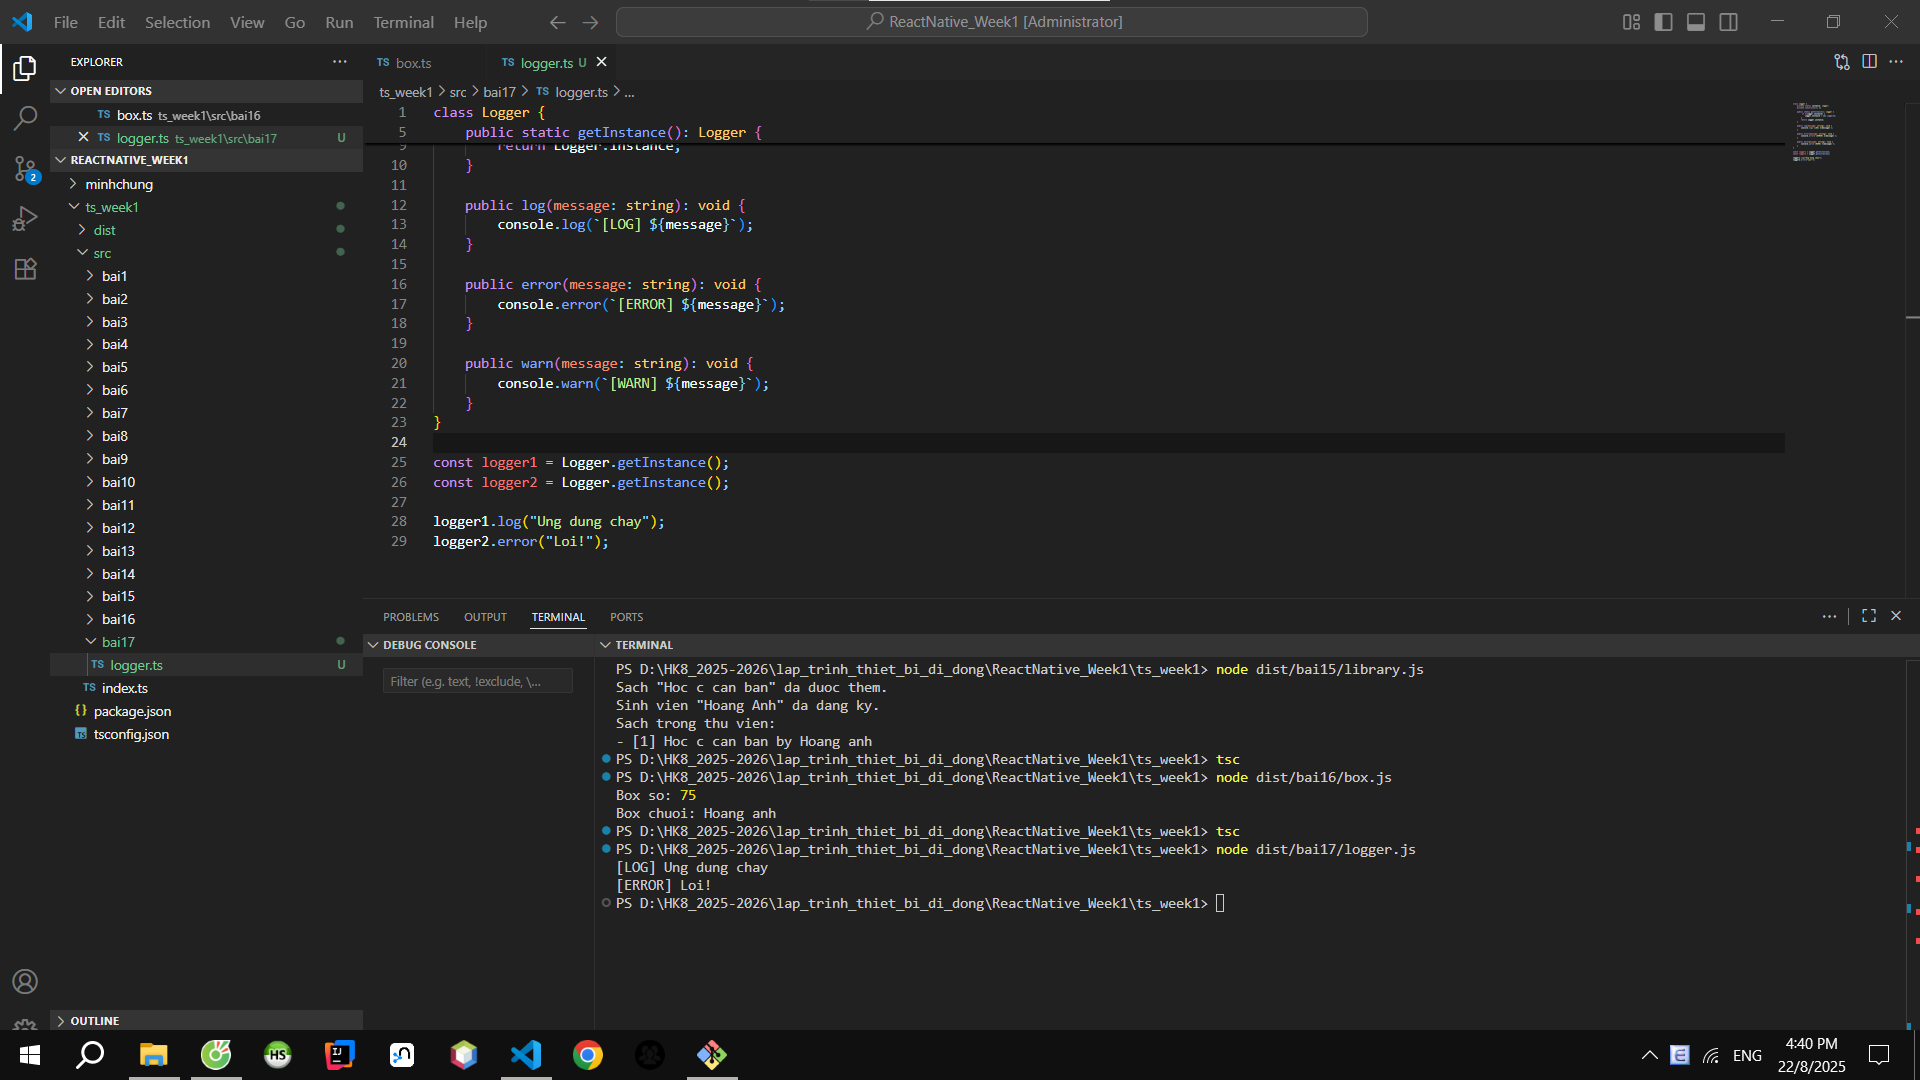 File Edit Selection View Go Run Terminal Help
ReactNative_Week1 [Administrator]
EXPLORER
OPEN EDITORS
TS box.ts ts_week1\src\bai16
TS logger.ts ts_week1\src\bai17 U
REACTNATIVE_WEEK1
minhchung
ts_week1
dist
src
bai1
bai2
bai3
bai4
bai5
bai6
bai7
bai8
bai9
bai10
bai11
bai12
bai13
bai14
bai15
bai16
bai17
TS logger.ts U
TS index.ts
{} package.json
TS tsconfig.json
OUTLINE
2
TS box.ts
TS logger.ts U
ts_week1 > src > bai17 > TS logger.ts > ...
1 class Logger {
5 public static getInstance(): Logger {
9 return Logger.instance;
10 }
11
12 public log(message: string): void {
13 console.log(`[LOG] ${message}`);
14 }
15
16 public error(message: string): void {
17 console.error(`[ERROR] ${message}`);
18 }
19
20 public warn(message: string): void {
21 console.warn(`[WARN] ${message}`);
22 }
23 }
24
25 const logger1 = Logger.getInstance();
26 const logger2 = Logger.getInstance();
27
28 logger1.log("Ung dung chay");
29 logger2.error("Loi!");
PROBLEMS OUTPUT TERMINAL PORTS
DEBUG CONSOLE
Filter (e.g. text, !exclude, \...
TERMINAL
PS D:\HK8_2025-2026\lap_trinh_thiet_bi_di_dong\ReactNative_Week1\ts_week1> node dist/bai15/library.js
Sach "Hoc c can ban" da duoc them.
Sinh vien "Hoang Anh" da dang ky.
Sach trong thu vien:
- [1] Hoc c can ban by Hoang anh
PS D:\HK8_2025-2026\lap_trinh_thiet_bi_di_dong\ReactNative_Week1\ts_week1> tsc
PS D:\HK8_2025-2026\lap_trinh_thiet_bi_di_dong\ReactNative_Week1\ts_week1> node dist/bai16/box.js
Box so: 75
Box chuoi: Hoang anh
PS D:\HK8_2025-2026\lap_trinh_thiet_bi_di_dong\ReactNative_Week1\ts_week1> tsc
PS D:\HK8_2025-2026\lap_trinh_thiet_bi_di_dong\ReactNative_Week1\ts_week1> node dist/bai17/logger.js
[LOG] Ung dung chay
[ERROR] Loi!
PS D:\HK8_2025-2026\lap_trinh_thiet_bi_di_dong\ReactNative_Week1\ts_week1>
HS
IJ
E
ENG
4:40 PM
22/8/2025